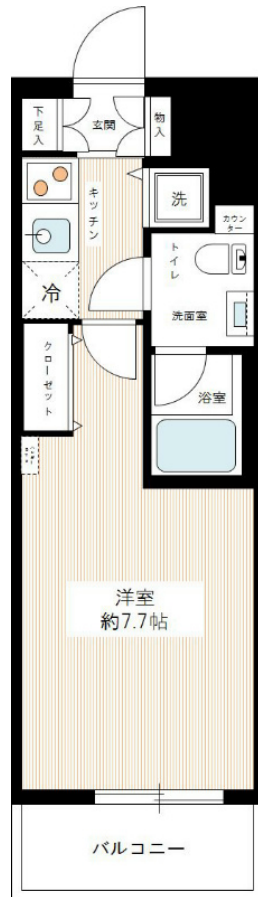 下足入
玄関
物入
キッチン
洗
カウン
ター
トイレ
冷
洗面室
クローゼット
浴室
洋室
約7.7帖
バルコニー